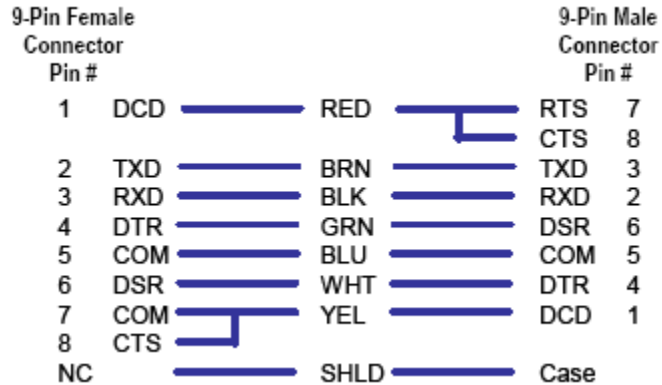 9-Pin Female 9-Pin Male
Connector Connector
Pin # Pin #
1 DCD RED RTS 7
CTS 8
2 TXD BRN TXD 3
3 RXD BLK RXD 2
4 DTR GRN DSR 6
5 COM BLU COM 5
6 DSR WHT DTR 4
7 COM YEL DCD 1
8 CTS
NC SHLD Case